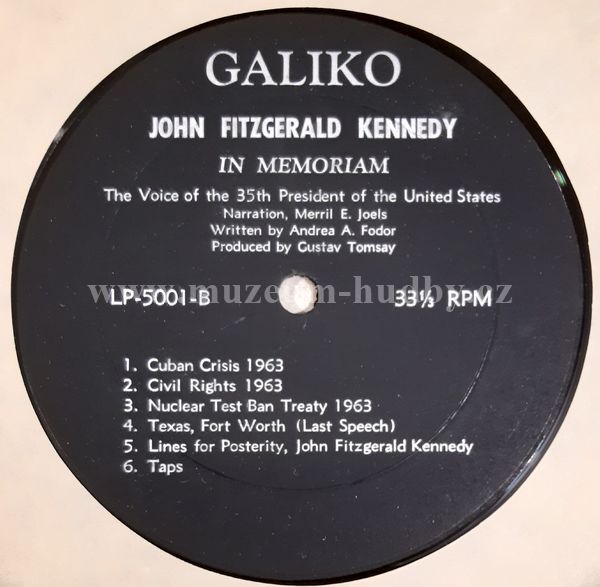 GALIKO
JOHN FITZGERALD KENNEDY
IN MEMORIAM
The Voice of the 35th President of the United States
Narration, Merril E. Joels
Written by Andrea A. Fodor
Produced by Gustav Tomsay
www.muzeum-hudby.cz
LP-5001-B 33⅓ RPM
1. Cuban Crisis 1963
2. Civil Rights 1963
3. Nuclear Test Ban Treaty 1963
4. Texas, Fort Worth (Last Speech)
5. Lines for Posterity, John Fitzgerald Kennedy
6. Taps